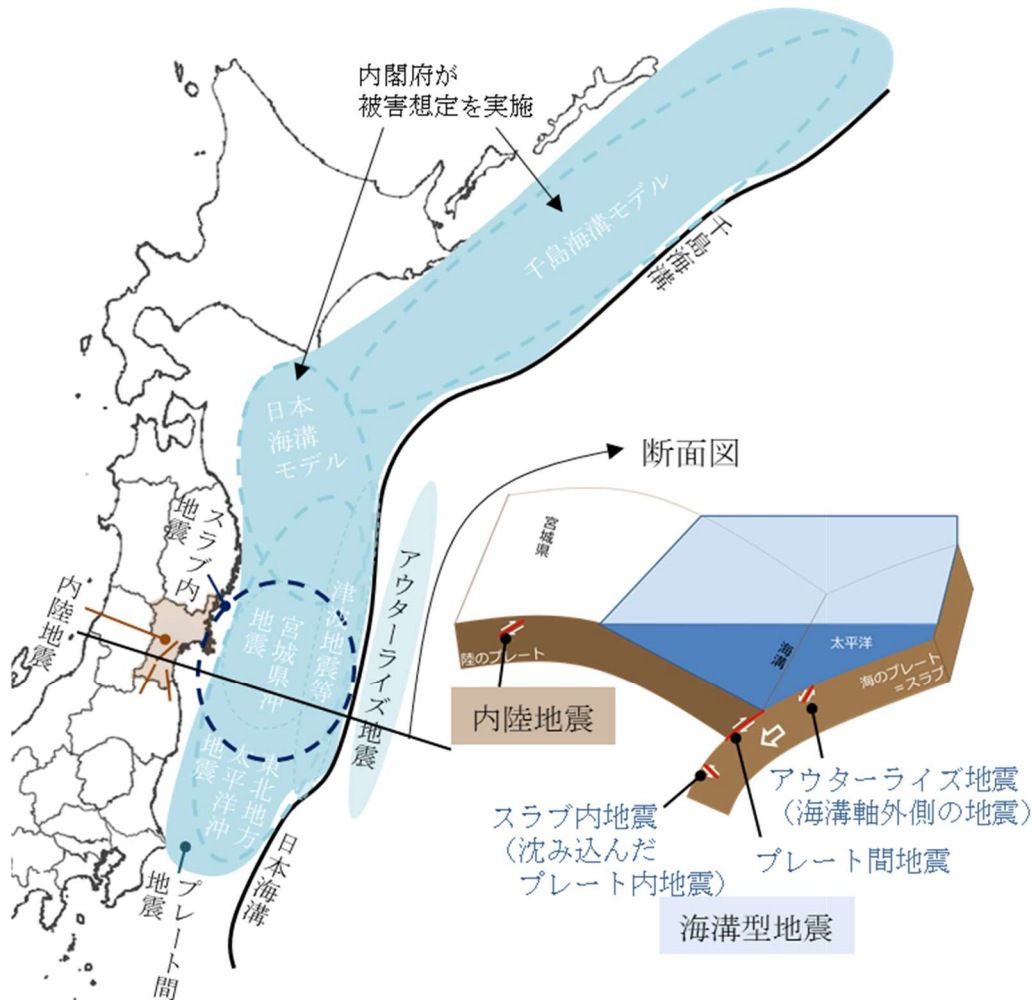 内閣府が
被害想定を実施
千島海溝モデル
千島海溝
日本
海溝
モデル
断面図
スラブ内
地震
内陸地震
アウターライズ地震
津波地震等
宮城県沖
地震
東北地方
太平洋沖
地震
日本海溝
プレート間
地震
宮城県
陸のプレート
海溝
太平洋
海のプレート
=スラブ
内陸地震
アウターライズ地震
(海溝軸外側の地震)
スラブ内地震
(沈み込んだ
プレート内地震)
プレート間地震
海溝型地震